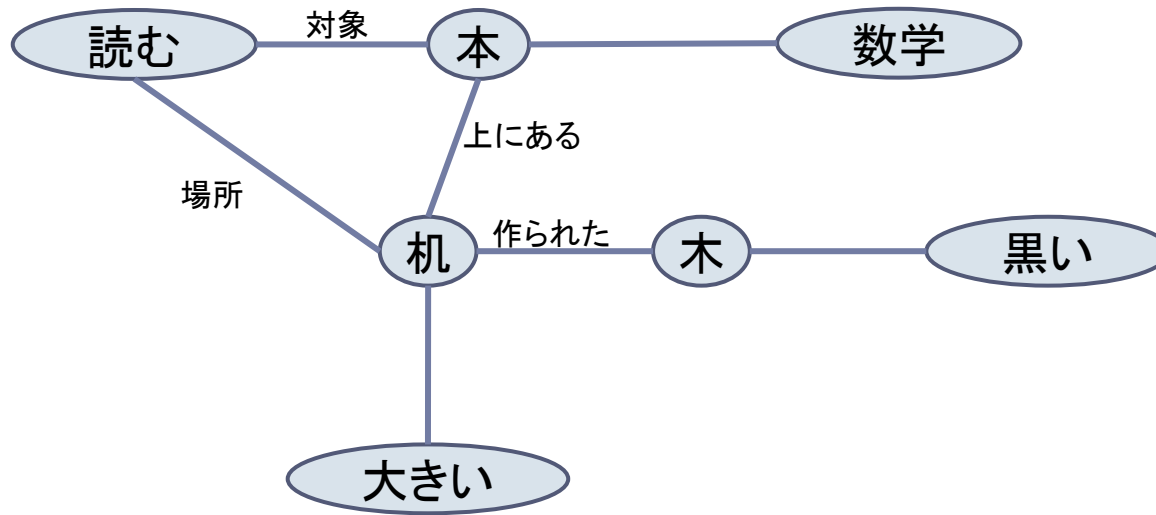 読む
対象
本
数学
上にある
場所
机
作られた
木
黒い
大きい